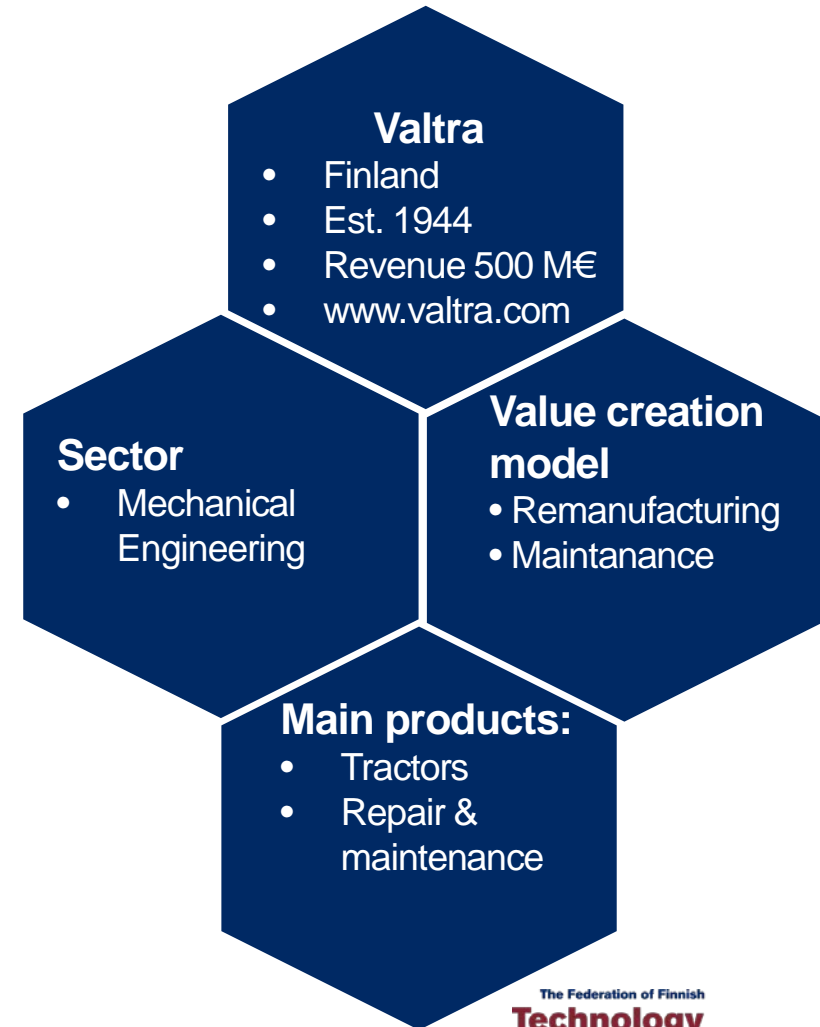 Valtra
• Finland
• Est. 1944
• Revenue 500 M€
• www.valtra.com
Sector
• Mechanical
Engineering
Value creation
model
• Remanufacturing
• Maintanance
Main products:
• Tractors
• Repair &
maintenance
The Federation of Finnish
Technology